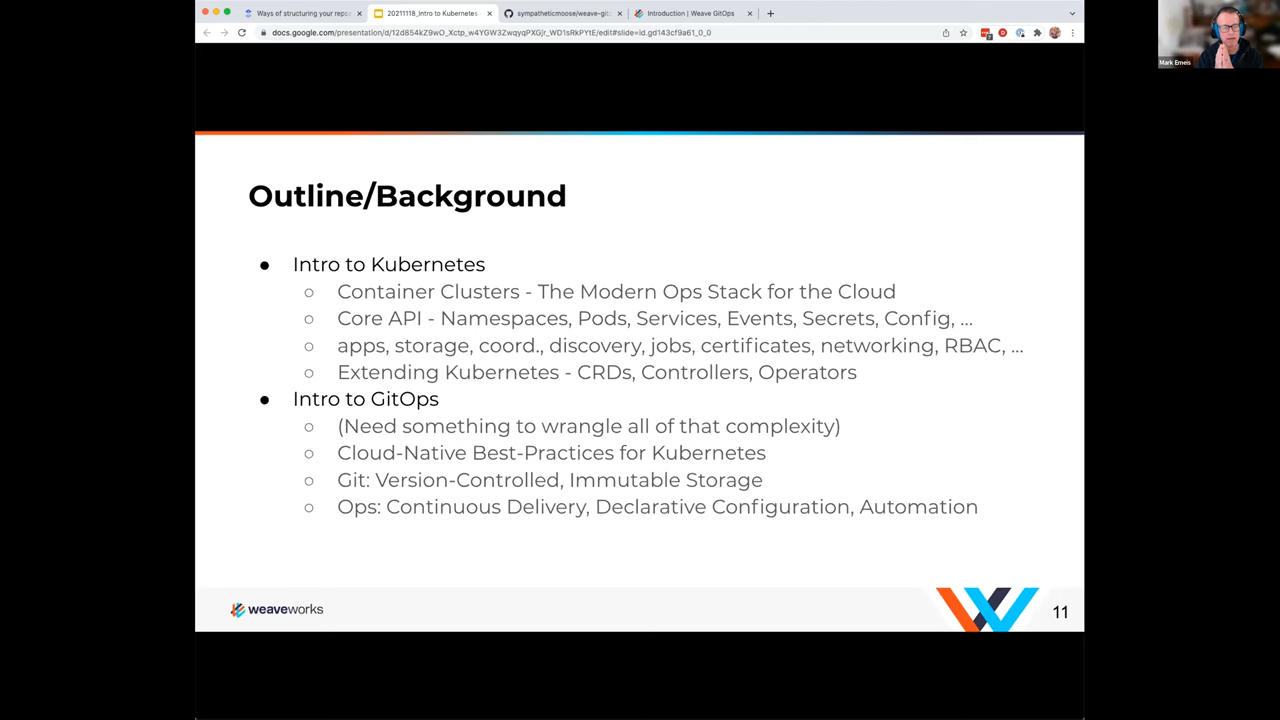 Ways of structuring your repos
20211118_Intro to Kubernetes
sympatheticmoose/weave-git
Introduction | Weave GitOps
docs.google.com/presentation/d/12d854kZ9wO_Xctp_w4YGW3ZwqyqPXGjr_WD1sRkPYtE/edit#slide=id.gd143cf9a61_0_0
Mark Emeis
Outline/Background
● Intro to Kubernetes
○ Container Clusters - The Modern Ops Stack for the Cloud
○ Core API - Namespaces, Pods, Services, Events, Secrets, Config, ...
○ apps, storage, coord., discovery, jobs, certificates, networking, RBAC, ...
○ Extending Kubernetes - CRDs, Controllers, Operators
● Intro to GitOps
○ (Need something to wrangle all of that complexity)
○ Cloud-Native Best-Practices for Kubernetes
○ Git: Version-Controlled, Immutable Storage
○ Ops: Continuous Delivery, Declarative Configuration, Automation
weaveworks
11